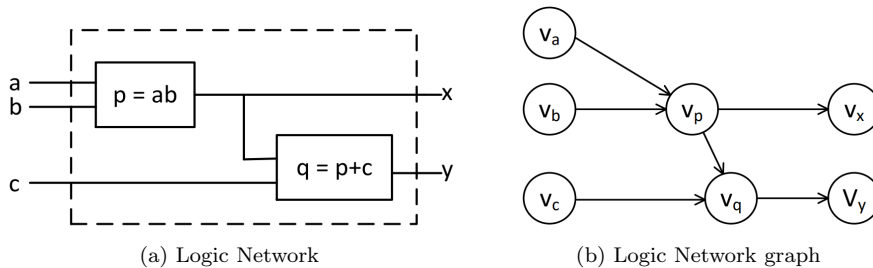 a
b
p = ab
x
c
q = p+c
y
(a) Logic Network
v_a
v_b
v_p
v_x
v_c
v_q
V_y
(b) Logic Network graph